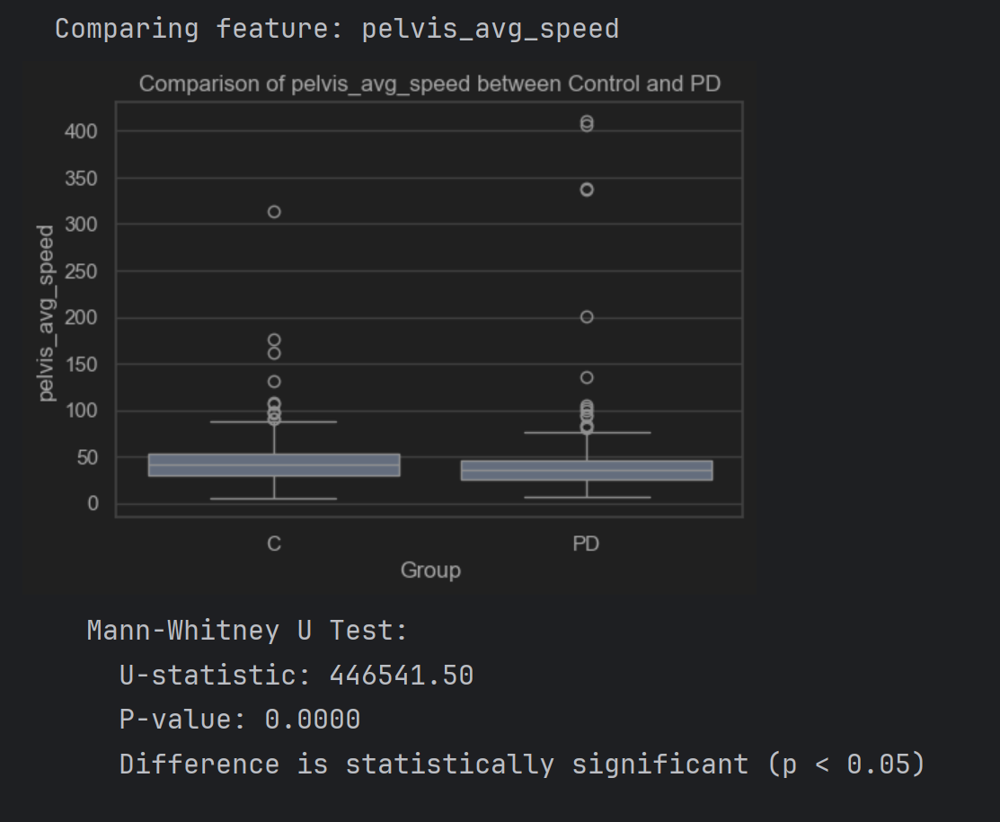 Comparing feature: pelvis_avg_speed
Comparison of pelvis_avg_speed between Control and PD
pelvis_avg_speed
400
350
300
250
200
150
100
50
0
C PD
Group
Mann-Whitney U Test:
U-statistic: 446541.50
P-value: 0.0000
Difference is statistically significant (p < 0.05)